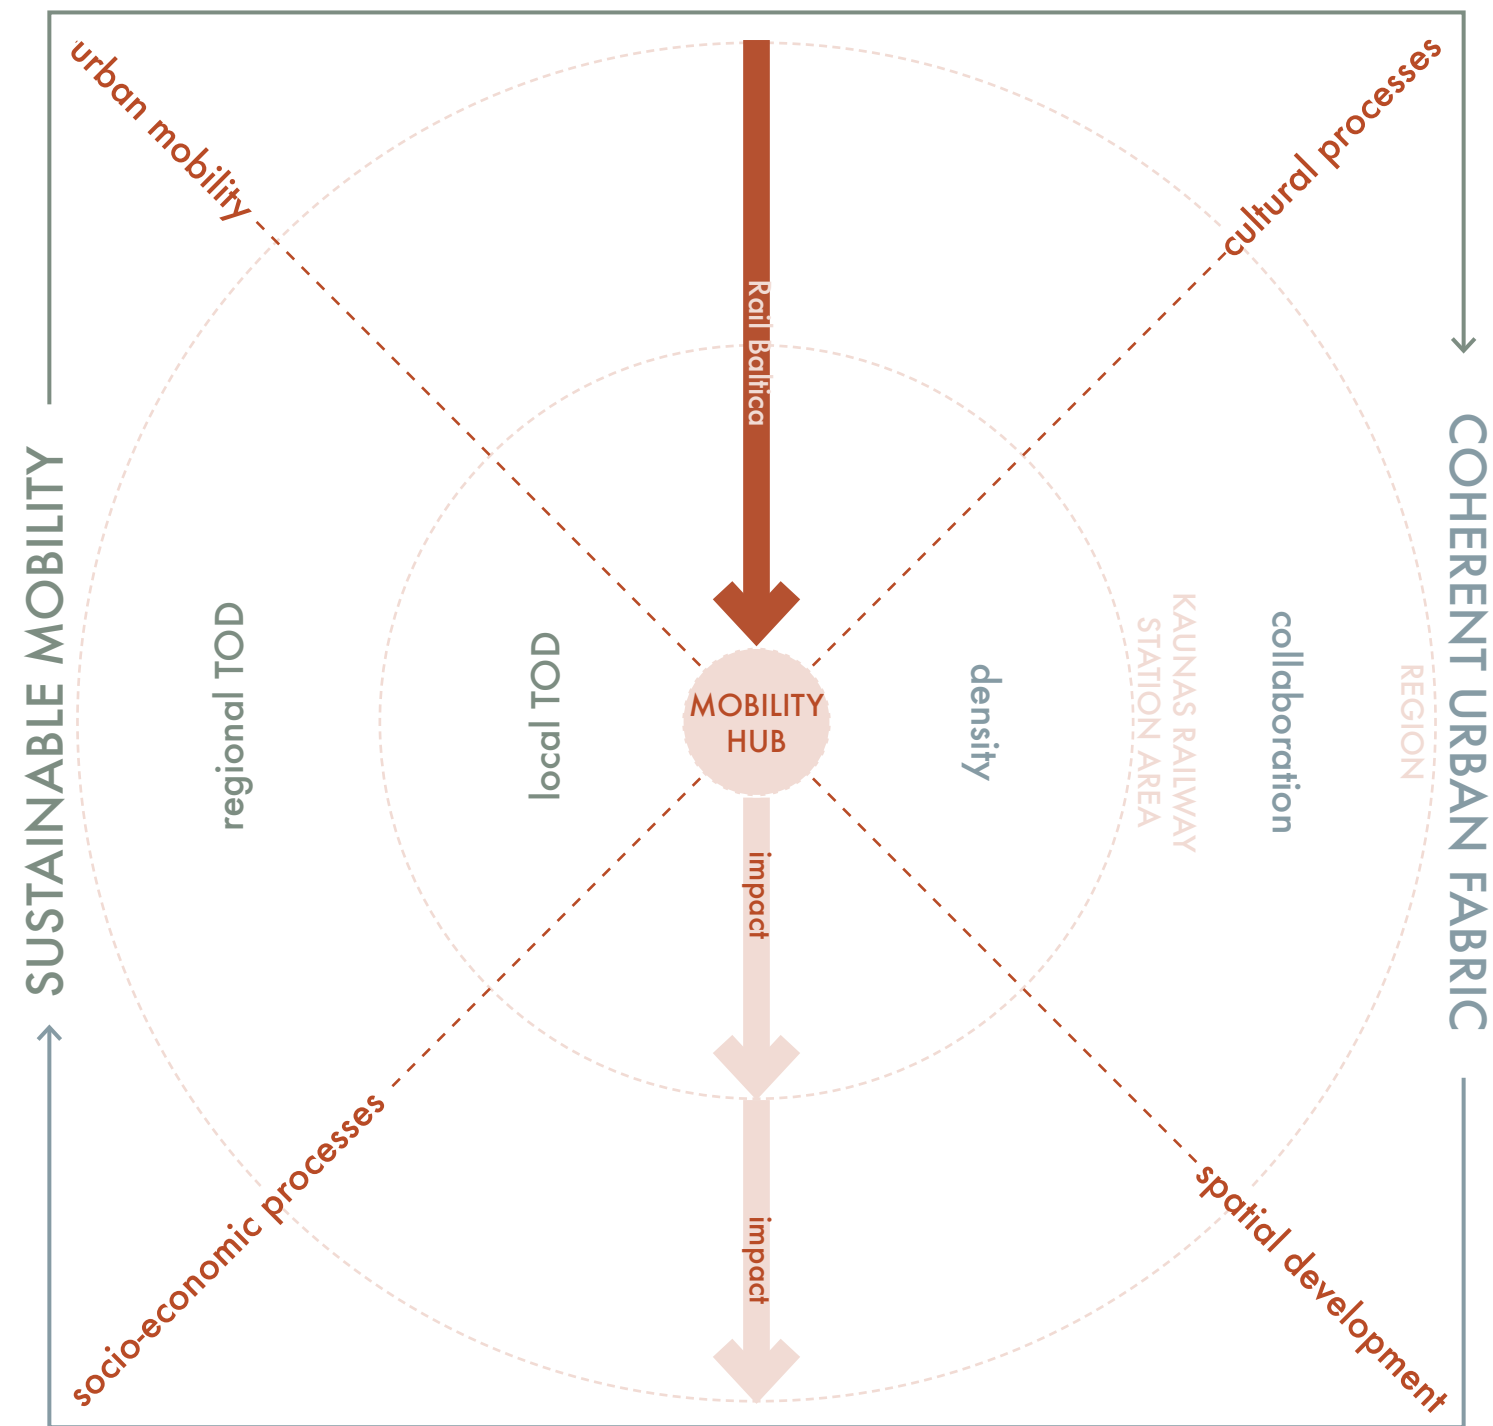 urban mobility
cultural processes
Rail Baltica
SUSTAINABLE MOBILITY
regional TOD
local TOD
MOBILITY
HUB
density
KAUNAS RAILWAY
STATION AREA
collaboration
REGION
COHERENT URBAN FABRIC
impact
impact
socio-economic processes
spatial development